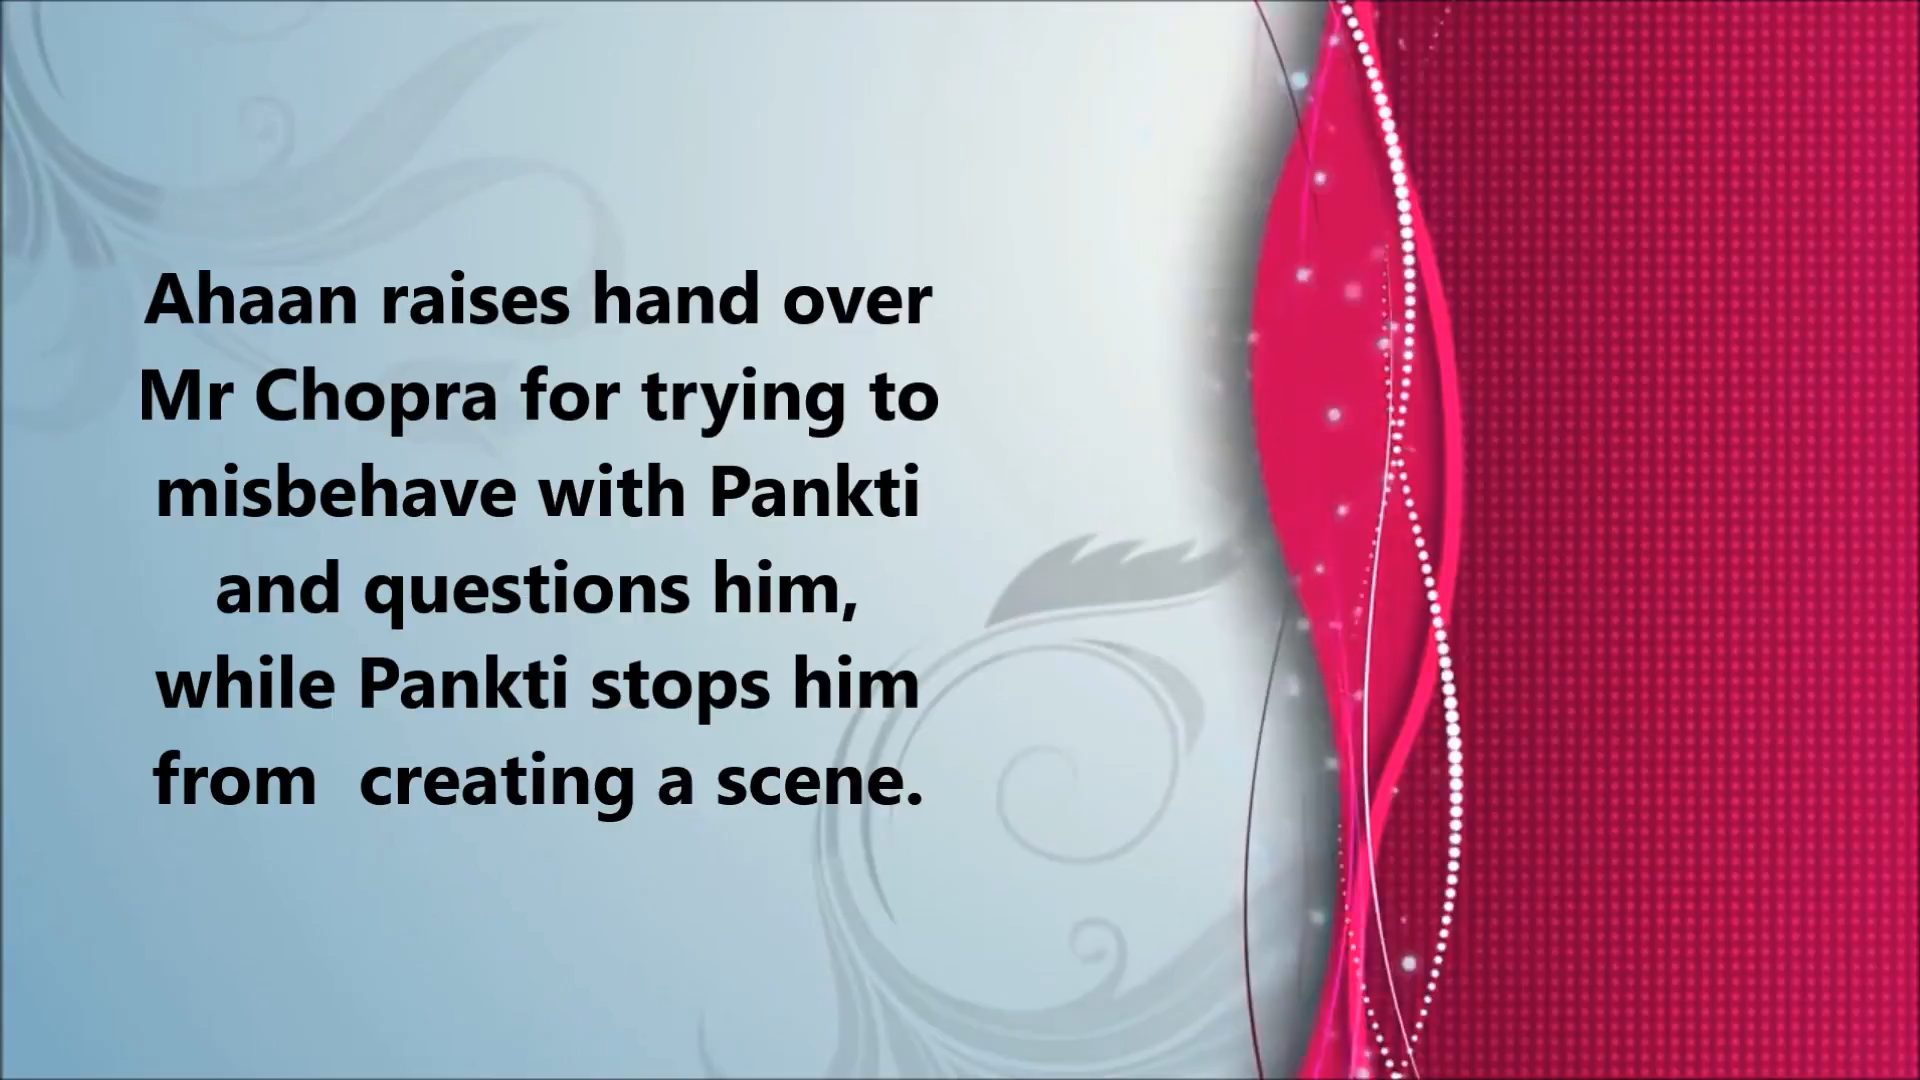 Ahaan raises hand over
Mr Chopra for trying to
misbehave with Pankti
and questions him,
while Pankti stops him
from  creating a scene.